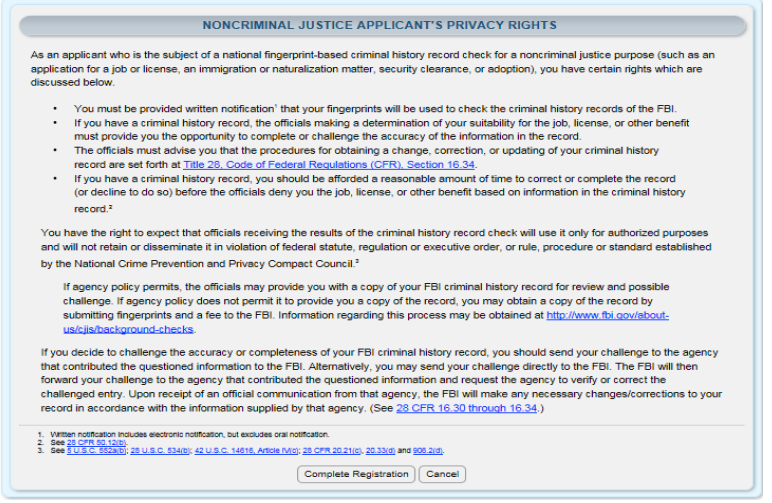 NONCRIMINAL JUSTICE APPLICANT'S PRIVACY RIGHTS
As an applicant who is the subject of a national fingerprint-based criminal history record check for a noncriminal justice purpose (such as an
application for a job or license, an immigration or naturalization matter, security clearance, or adoption), you have certain rights which are
discussed below.
• You must be provided written notification¹ that your fingerprints will be used to check the criminal history records of the FBI.
• If you have a criminal history record, the officials making a determination of your suitability for the job, license, or other benefit
must provide you the opportunity to complete or challenge the accuracy of the information in the record.
• The officials must advise you that the procedures for obtaining a change, correction, or updating of your criminal history
record are set forth at Title 28, Code of Federal Regulations (CFR), Section 16.34.
• If you have a criminal history record, you should be afforded a reasonable amount of time to correct or complete the record
(or decline to do so) before the officials deny you the job, license, or other benefit based on information in the criminal history
record.²
You have the right to expect that officials receiving the results of the criminal history record check will use it only for authorized purposes
and will not retain or disseminate it in violation of federal statute, regulation or executive order, or rule, procedure or standard established
by the National Crime Prevention and Privacy Compact Council.³
If agency policy permits, the officials may provide you with a copy of your FBI criminal history record for review and possible
challenge. If agency policy does not permit it to provide you a copy of the record, you may obtain a copy of the record by
submitting fingerprints and a fee to the FBI. Information regarding this process may be obtained at http://www.fbi.gov/about-
us/cjis/background-checks.
If you decide to challenge the accuracy or completeness of your FBI criminal history record, you should send your challenge to the agency
that contributed the questioned information to the FBI. Alternatively, you may send your challenge directly to the FBI. The FBI will then
forward your challenge to the agency that contributed the questioned information and request the agency to verify or correct the
challenged entry. Upon receipt of an official communication from that agency, the FBI will make any necessary changes/corrections to your
record in accordance with the information supplied by that agency. (See 28 CFR 16.30 through 16.34.)
1. Written notification includes electronic notification, but excludes oral notification.
2. See 28 CFR 50.12(b).
3. See 5 U.S.C. 552a(b); 28 U.S.C. 534(b); 42 U.S.C. 14616, Article IV(c); 28 CFR 20.21(c), 20.33(d) and 906.2(d).
Complete Registration Cancel